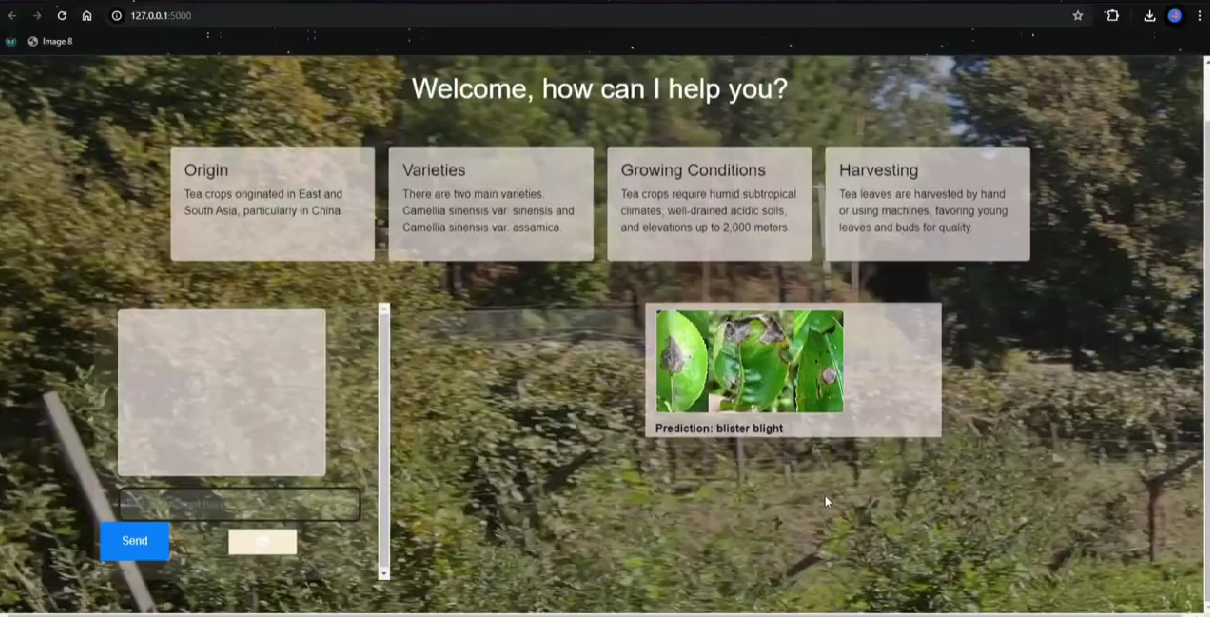 127.0.0.1:5000
Image8
Welcome, how can I help you?
Origin
Tea crops originated in East and
South Asia, particularly in China
Varieties
There are two main varieties.
Camellia sinensis var. sinensis and
Camellia sinensis var. assamica.
Growing Conditions
Tea crops require humid subtropical
climates, well-drained acidic soils,
and elevations up to 2,000 meters
Harvesting
Tea leaves are harvested by hand
or using machines, favoring young
leaves and buds for quality
Prediction: blister blight
Send